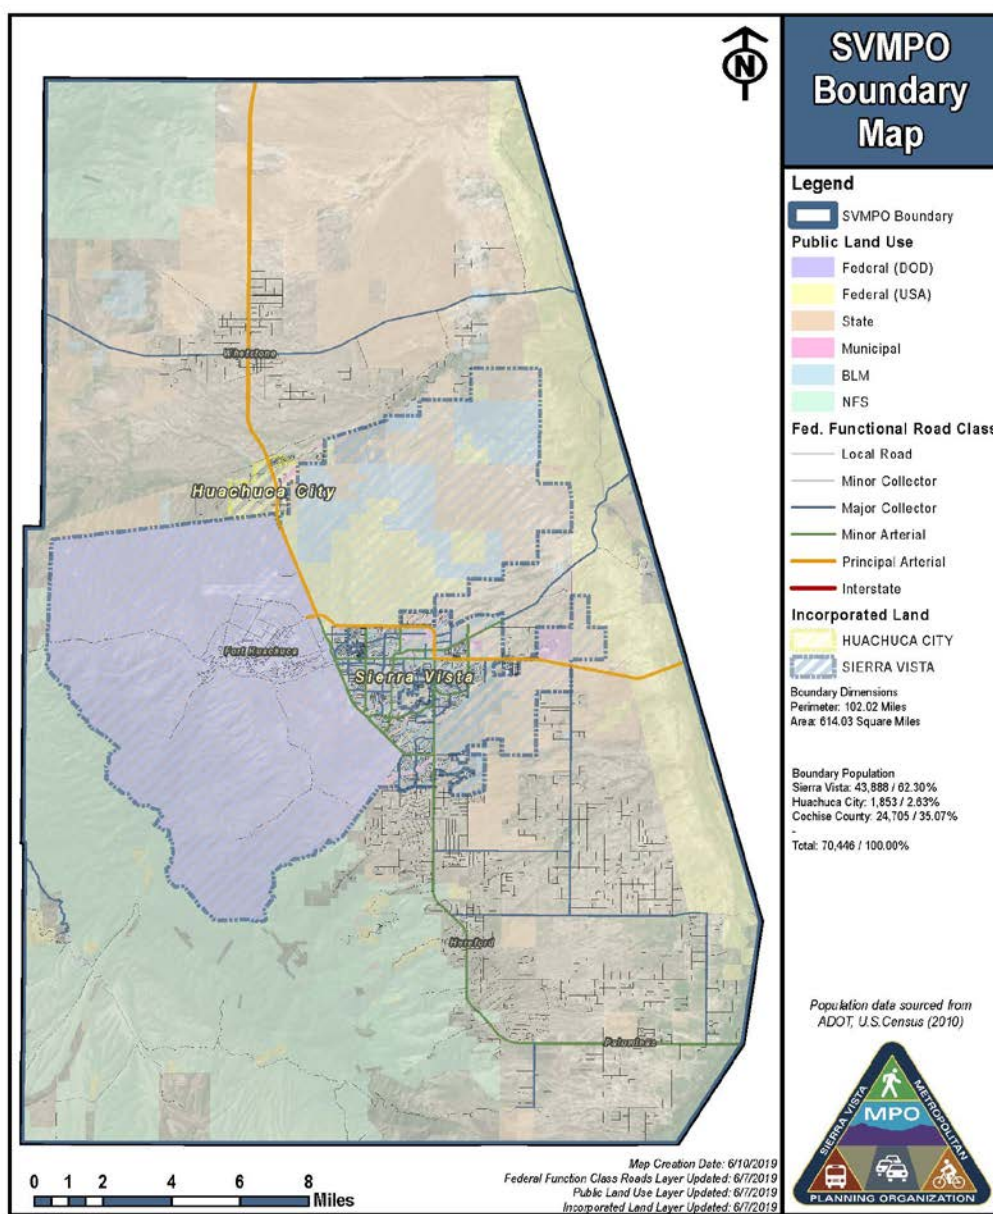 N
SVMPO
Boundary
Map
Legend
SVMPO Boundary
Public Land Use
Federal (DOD)
Federal (USA)
State
Municipal
BLM
NFS
Fed. Functional Road Class
Local Road
Minor Collector
Major Collector
Minor Arterial
Principal Arterial
Interstate
Incorporated Land
HUACHUCA CITY
SIERRA VISTA
Boundary Dimensions
Perimeter: 102.02 Miles
Area: 614.03 Square Miles
Boundary Population
Sierra Vista: 43,888 / 62.30%
Huachuca City: 1,853 / 2.63%
Cochise County: 24,705 / 35.07%
-
Total: 70,446 / 100.00%
Population data sourced from
ADOT, U.S.Census (2010)
Whetstone
Huachuca City
Fort Huachuca
Sierra Vista
Hereford
Palominas
0 1 2 4 6 8
Miles
Map Creation Date: 6/10/2019
Federal Function Class Roads Layer Updated: 6/7/2019
Public Land Use Layer Updated: 6/7/2019
Incorporated Land Layer Updated: 6/7/2019
SIERRA VISTA
METROPOLITAN
MPO
PLANNING ORGANIZATION